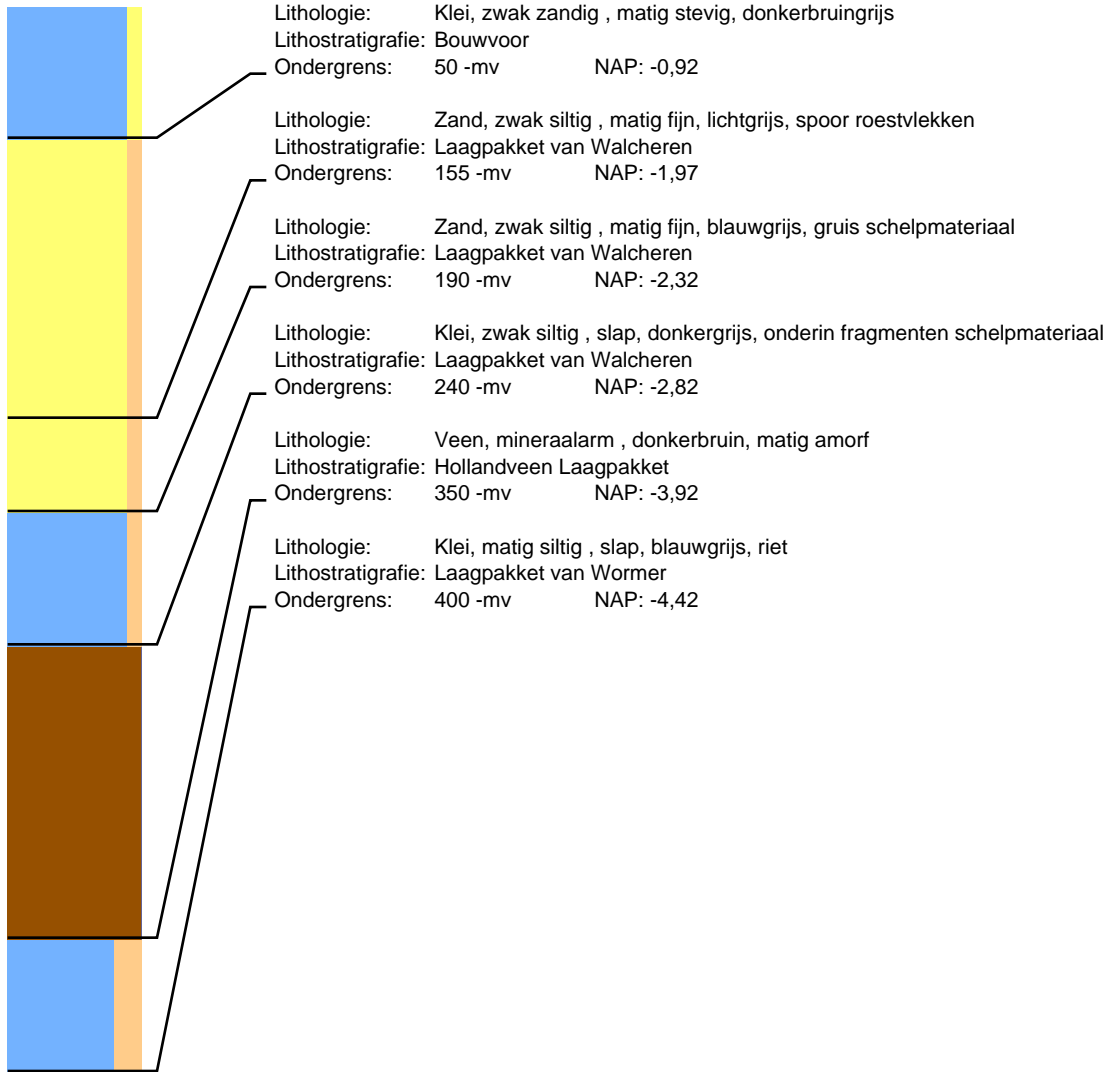 Lithologie: Klei, zwak zandig , matig stevig, donkerbruingrijs
Lithostratigrafie: Bouwvoor
Ondergrens: 50 -mv NAP: -0,92
Lithologie: Zand, zwak siltig , matig fijn, lichtgrijs, spoor roestvlekken
Lithostratigrafie: Laagpakket van Walcheren
Ondergrens: 155 -mv NAP: -1,97
Lithologie: Zand, zwak siltig , matig fijn, blauwgrijs, gruis schelpmateriaal
Lithostratigrafie: Laagpakket van Walcheren
Ondergrens: 190 -mv NAP: -2,32
Lithologie: Klei, zwak siltig , slap, donkergrijs, onderin fragmenten schelpmateriaal
Lithostratigrafie: Laagpakket van Walcheren
Ondergrens: 240 -mv NAP: -2,82
Lithologie: Veen, mineraalarm , donkerbruin, matig amorf
Lithostratigrafie: Hollandveen Laagpakket
Ondergrens: 350 -mv NAP: -3,92
Lithologie: Klei, matig siltig , slap, blauwgrijs, riet
Lithostratigrafie: Laagpakket van Wormer
Ondergrens: 400 -mv NAP: -4,42